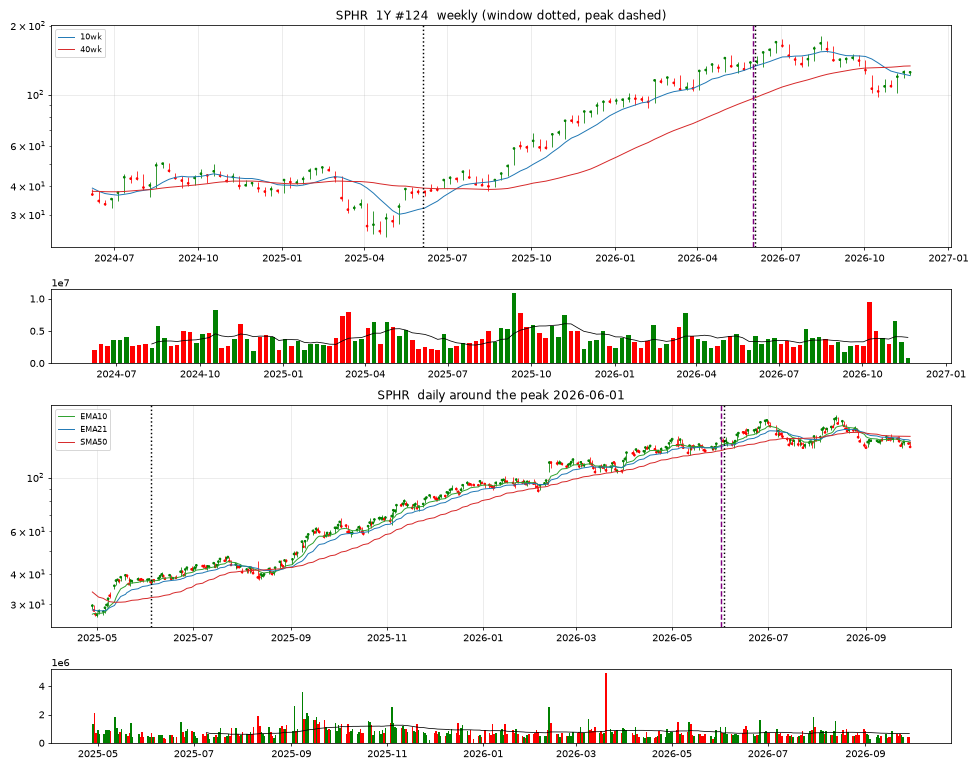 SPHR  1Y #124  weekly (window dotted, peak dashed)
2 × 10²
10²
6 × 10¹
4 × 10¹
3 × 10¹
10wk
40wk
2024-07 2024-10 2025-01 2025-04 2025-07 2025-10 2026-01 2026-04 2026-07 2026-10 2027-01
1e7
1.0
0.5
0.0
2024-07 2024-10 2025-01 2025-04 2025-07 2025-10 2026-01 2026-04 2026-07 2026-10 2027-01
SPHR  daily around the peak 2026-06-01
EMA10
EMA21
SMA50
10²
6 × 10¹
4 × 10¹
3 × 10¹
2025-05 2025-07 2025-09 2025-11 2026-01 2026-03 2026-05 2026-07 2026-09
1e6
4
2
0
2025-05 2025-07 2025-09 2025-11 2026-01 2026-03 2026-05 2026-07 2026-09